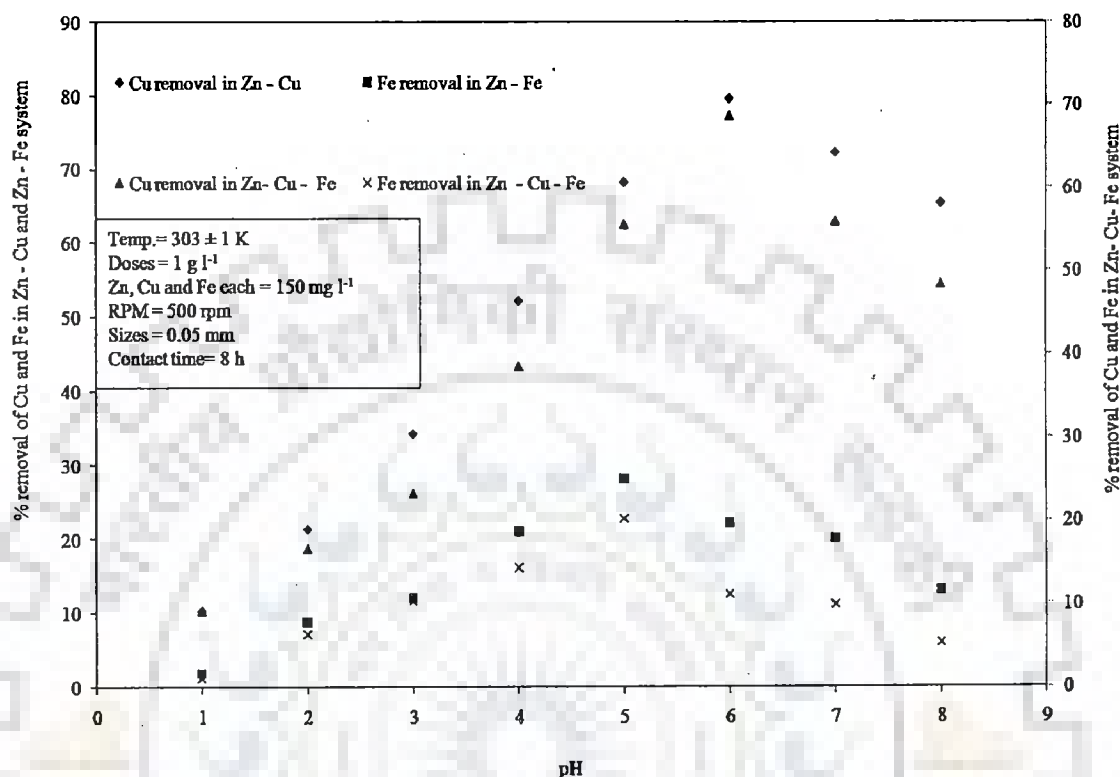 90
80
70
60
50
40
30
20
10
0
% removal of Cu and Fe in Zn - Cu and Zn - Fe system
◆ Cu removal in Zn - Cu ■ Fe removal in Zn - Fe
▲ Cu removal in Zn- Cu - Fe × Fe removal in Zn - Cu - Fe
Temp.= 303 ± 1 K
Doses = 1 g l⁻¹
Zn, Cu and Fe each = 150 mg l⁻¹
RPM = 500 rpm
Sizes = 0.05 mm
Contact time= 8 h
80
70
60
50
40
30
20
10
0
% removal of Cu and Fe in Zn- Cu- Fe system
0 1 2 3 4 5 6 7 8 9
pH